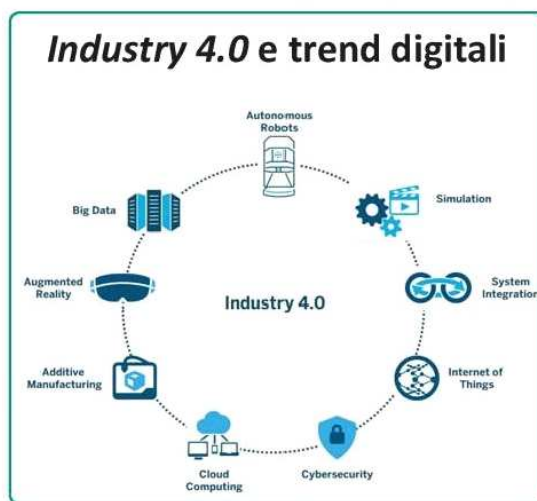 Industry 4.0 e trend digitali
Autonomous
Robots
Big Data
Simulation
Augmented
Reality
Industry 4.0
System
Integration
Additive
Manufacturing
Internet of
Things
Cloud
Computing
Cybersecurity